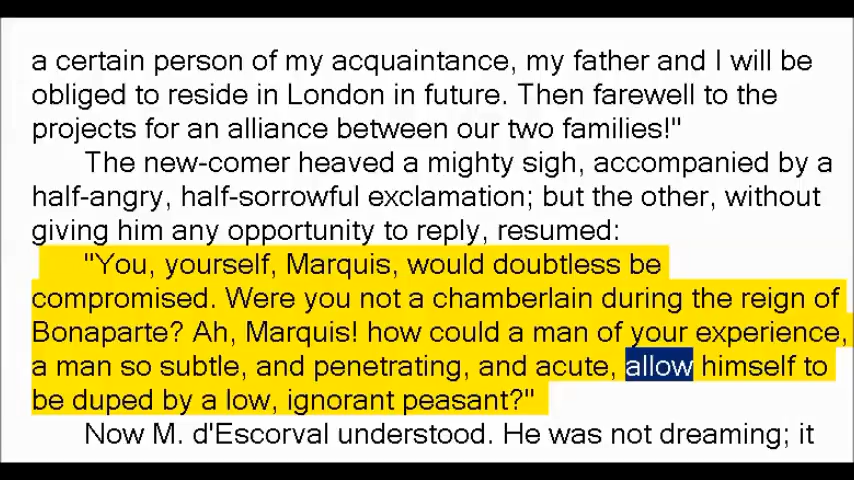 a certain person of my acquaintance, my father and I will be
obliged to reside in London in future. Then farewell to the
projects for an alliance between our two families!"
The new-comer heaved a mighty sigh, accompanied by a
half-angry, half-sorrowful exclamation; but the other, without
giving him any opportunity to reply, resumed:
"You, yourself, Marquis, would doubtless be
compromised. Were you not a chamberlain during the reign of
Bonaparte? Ah, Marquis! how could a man of your experience,
a man so subtle, and penetrating, and acute, allow himself to
be duped by a low, ignorant peasant?"
Now M. d'Escorval understood. He was not dreaming; it